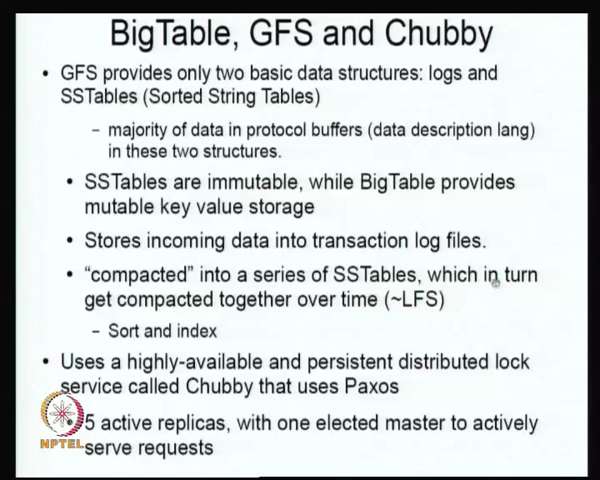 BigTable, GFS and Chubby
• GFS provides only two basic data structures: logs and
SSTables (Sorted String Tables)
– majority of data in protocol buffers (data description lang)
in these two structures.
• SSTables are immutable, while BigTable provides
mutable key value storage
• Stores incoming data into transaction log files.
• “compacted” into a series of SSTables, which in turn
get compacted together over time (~LFS)
– Sort and index
• Uses a highly-available and persistent distributed lock
service called Chubby that uses Paxos
• 5 active replicas, with one elected master to actively
serve requests
NPTEL